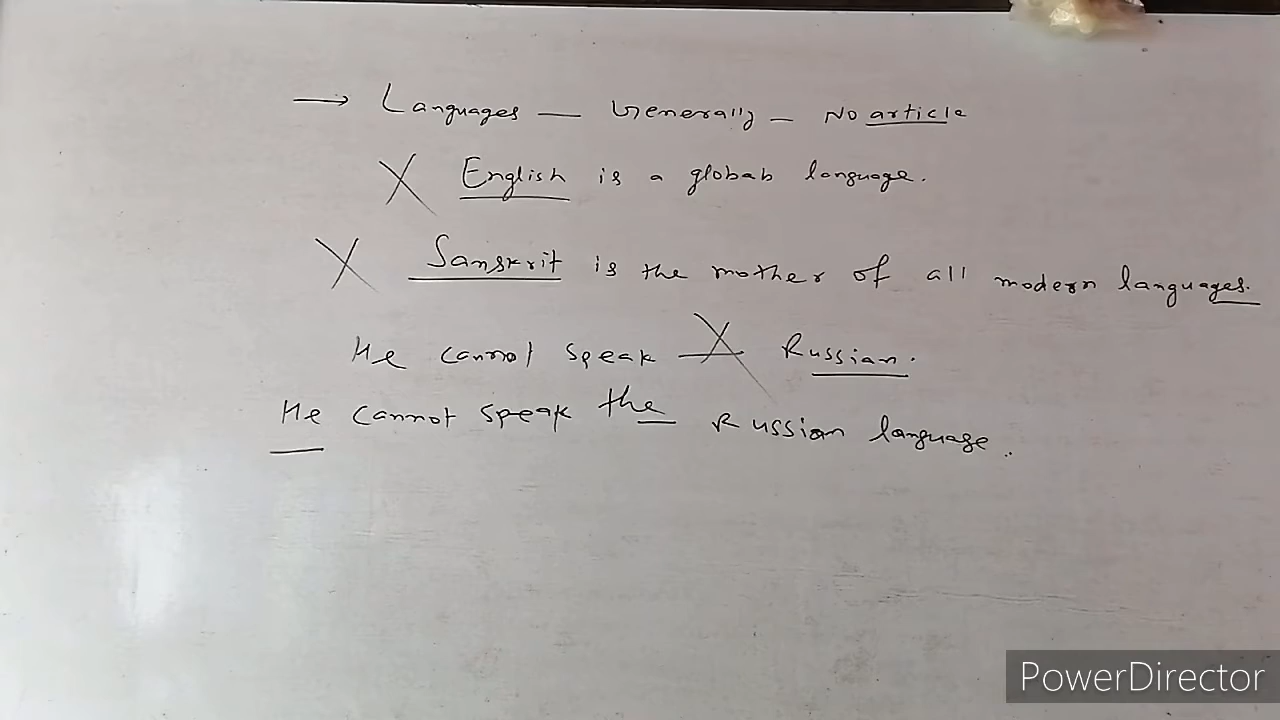 → Languages — Generally — No article
X English is a global language.
X Sanskrit is the mother of all modern languages.
He cannot speak X Russian.
He cannot speak the Russian language.
PowerDirector